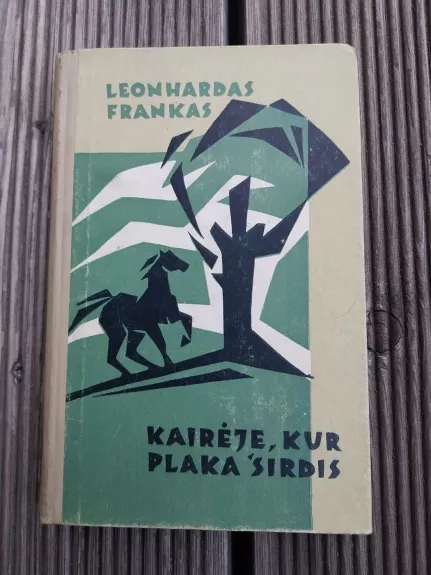 LEONHARDAS
FRANKAS
KAIRĖJE, KUR
PLAKA ŠIRDIS